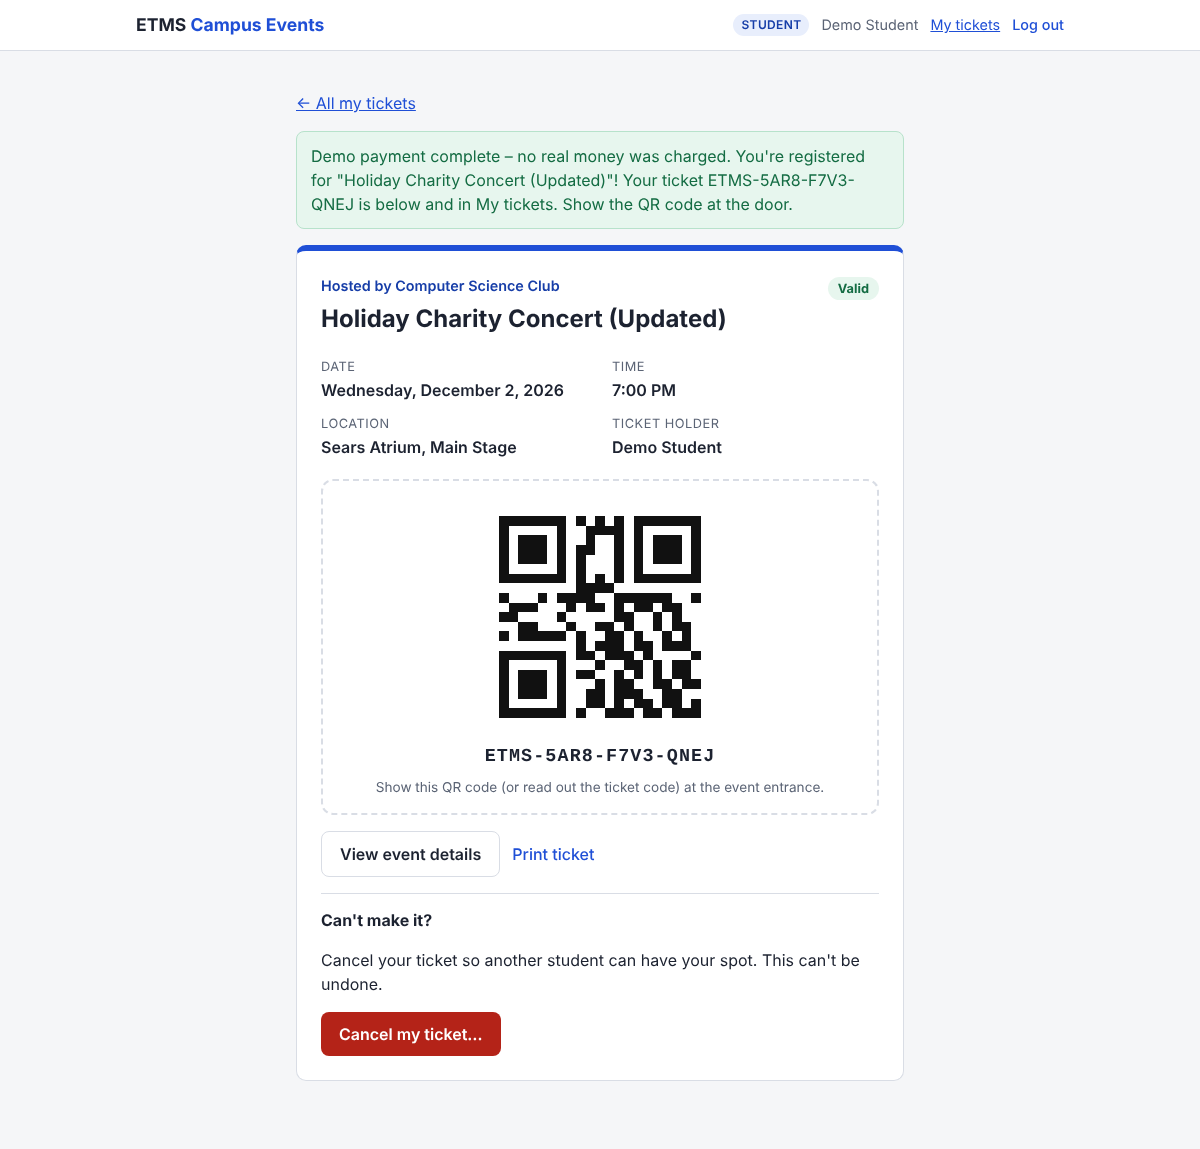 ETMS Campus Events
STUDENT Demo Student My tickets Log out
← All my tickets
Demo payment complete – no real money was charged. You're registered
for "Holiday Charity Concert (Updated)"! Your ticket ETMS-5AR8-F7V3-
QNEJ is below and in My tickets. Show the QR code at the door.
Hosted by Computer Science Club
Valid
Holiday Charity Concert (Updated)
DATE
Wednesday, December 2, 2026
TIME
7:00 PM
LOCATION
Sears Atrium, Main Stage
TICKET HOLDER
Demo Student
ETMS-5AR8-F7V3-QNEJ
Show this QR code (or read out the ticket code) at the event entrance.
View event details
Print ticket
Can't make it?
Cancel your ticket so another student can have your spot. This can't be
undone.
Cancel my ticket...